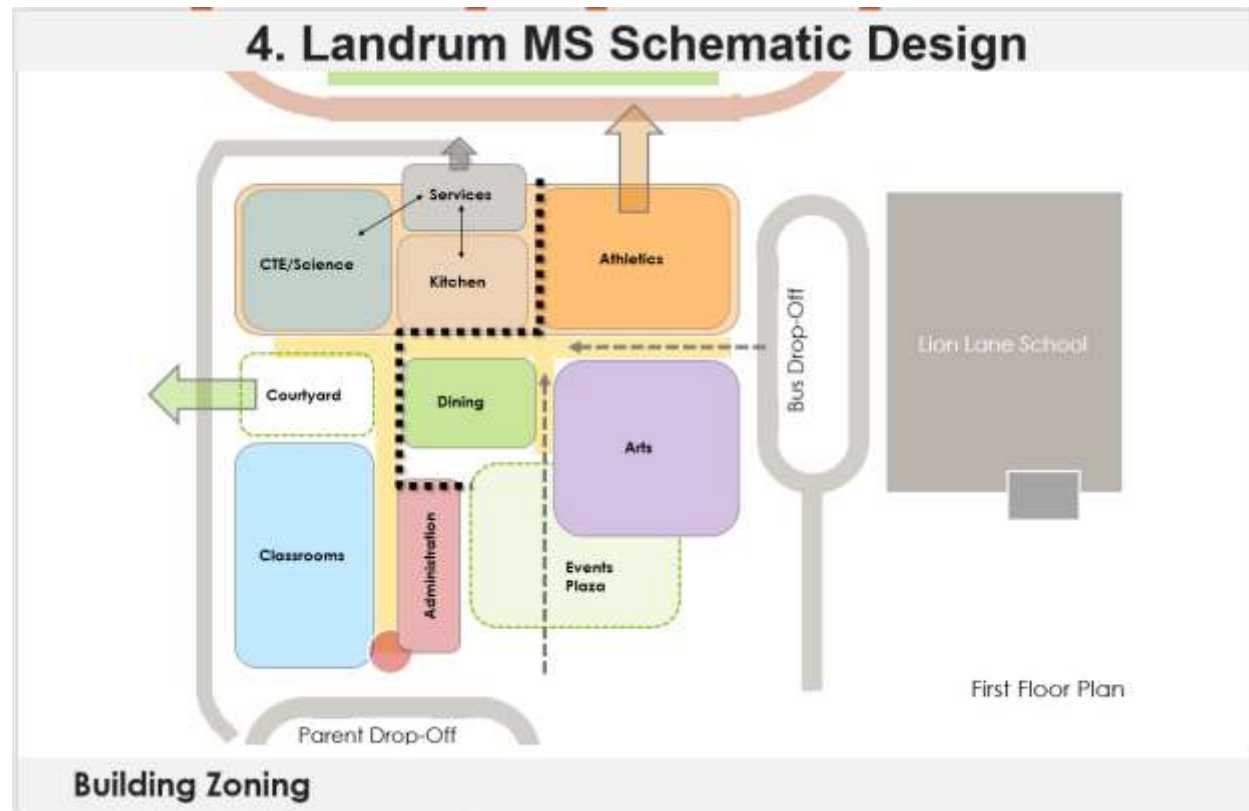 4. Landrum MS Schematic Design
Services
CTE/Science
Kitchen
Athletics
Bus Drop-Off
Lion Lane School
Courtyard
Dining
Arts
Classrooms
Administration
Events
Plaza
First Floor Plan
Parent Drop-Off
Building Zoning